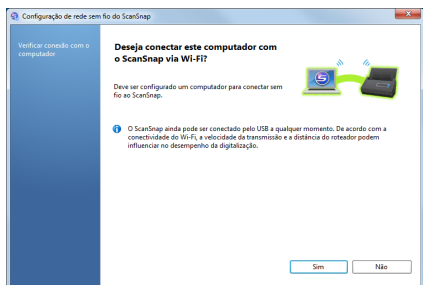 Configuração de rede sem fio do ScanSnap
Verificar conexão com o
computador
Deseja conectar este computador com
o ScanSnap via Wi-Fi?
Deve ser configurado um computador para conectar sem
fio ao ScanSnap.
O ScanSnap ainda pode ser conectado pelo USB a qualquer momento. De acordo com a
conectividade do Wi-Fi, a velocidade da transmissão e a distância do roteador podem
influenciar no desempenho da digitalização.
Sim
Não